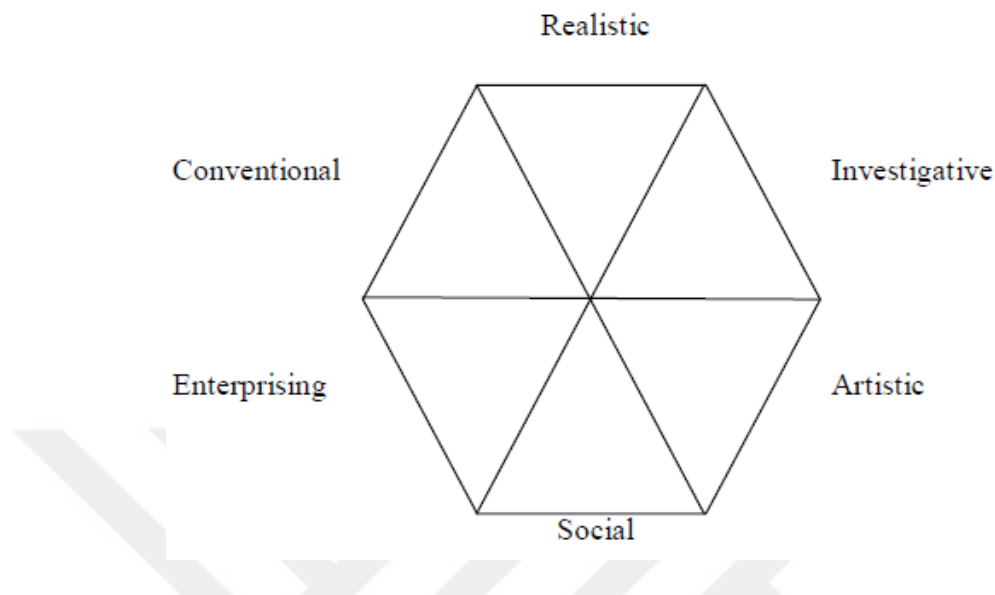 Realistic
Conventional
Investigative
Enterprising
Artistic
Social